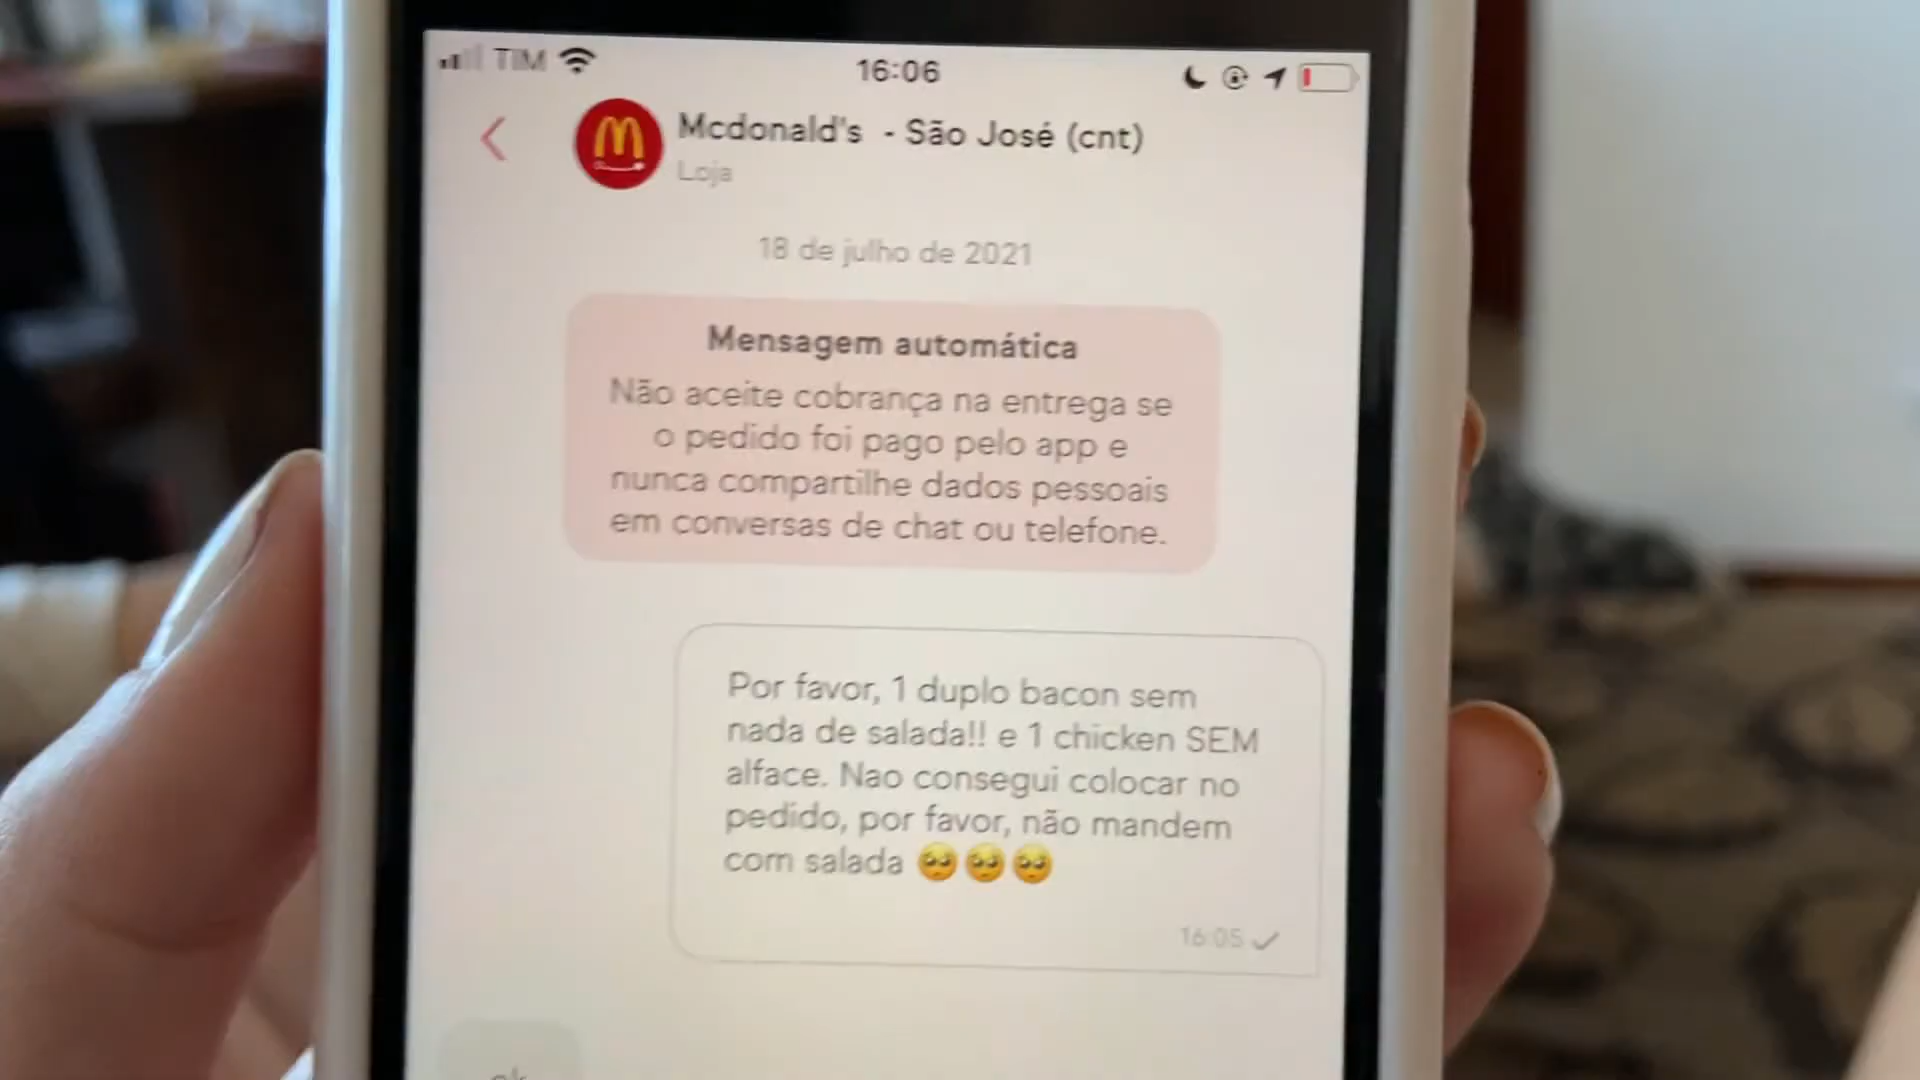 TIM 16:06
Mcdonald's - São José (cnt)
Loja
18 de julho de 2021
Mensagem automática
Não aceite cobrança na entrega se
o pedido foi pago pelo app e
nunca compartilhe dados pessoais
em conversas de chat ou telefone.
Por favor, 1 duplo bacon sem
nada de salada!! e 1 chicken SEM
alface. Nao consegui colocar no
pedido, por favor, não mandem
com salada 🥺🥺🥺
16:05